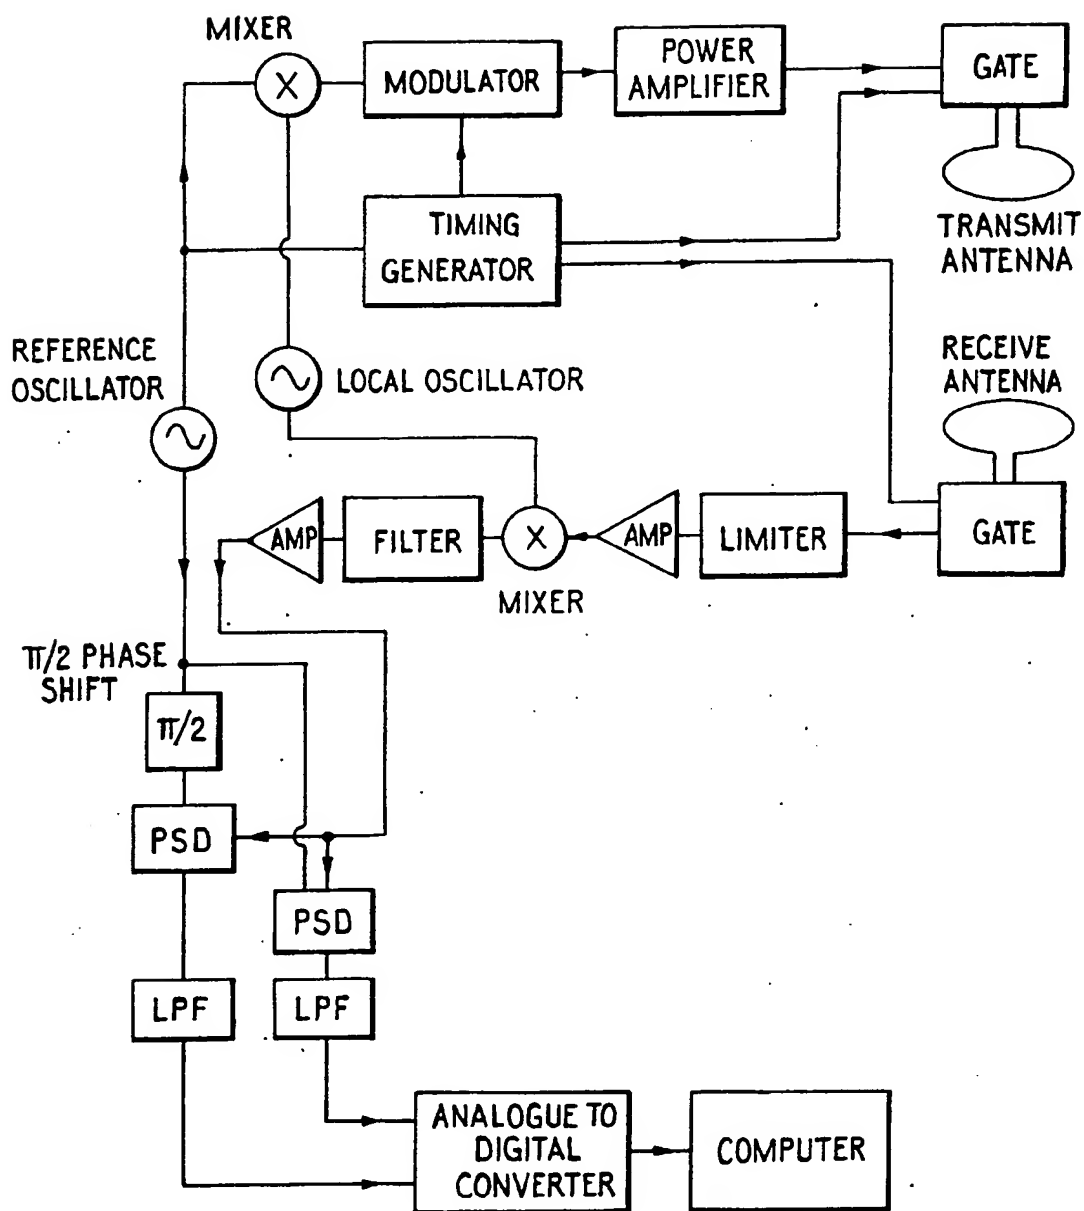 MIXER
X
MODULATOR
POWER
AMPLIFIER
GATE
TRANSMIT
ANTENNA
TIMING
GENERATOR
REFERENCE
OSCILLATOR
LOCAL OSCILLATOR
RECEIVE
ANTENNA
AMP
FILTER
X
MIXER
AMP
LIMITER
GATE
π/2 PHASE
SHIFT
π/2
PSD
PSD
LPF
LPF
ANALOGUE TO
DIGITAL
CONVERTER
COMPUTER